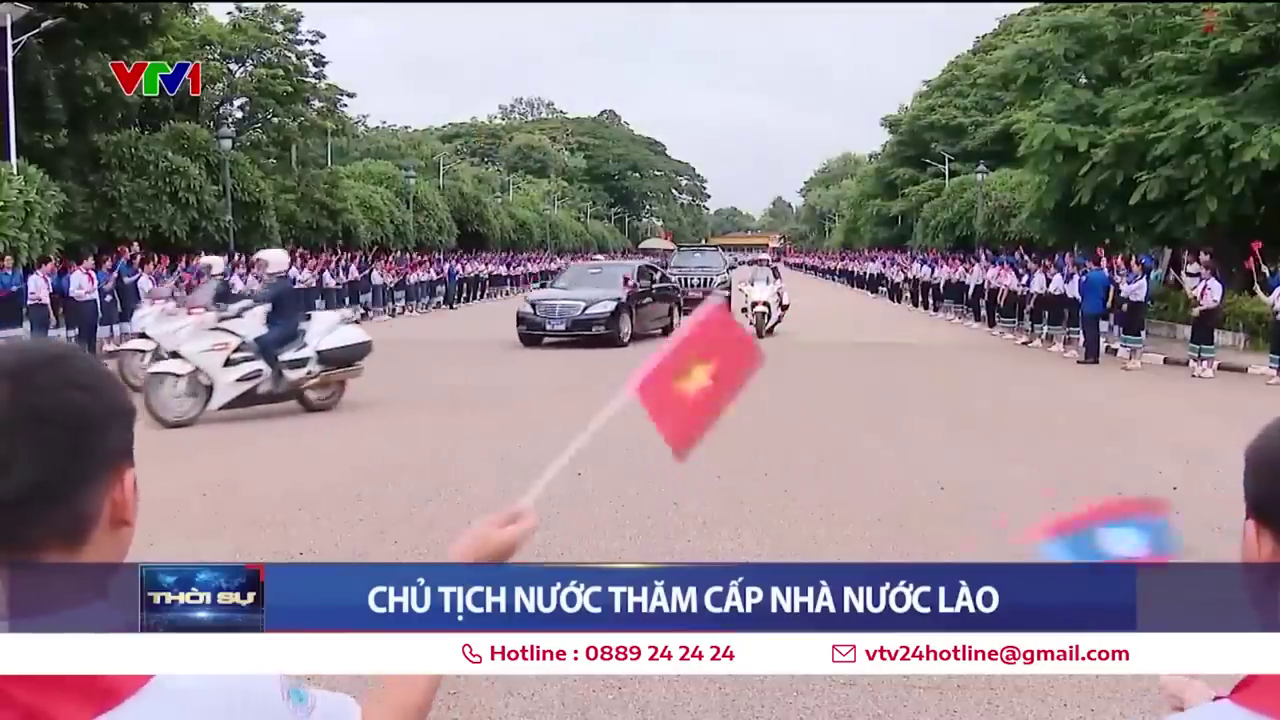 VTV1
THỜI SỰ
CHỦ TỊCH NƯỚC THĂM CẤP NHÀ NƯỚC LÀO
Hotline : 0889 24 24 24
vtv24hotline@gmail.com